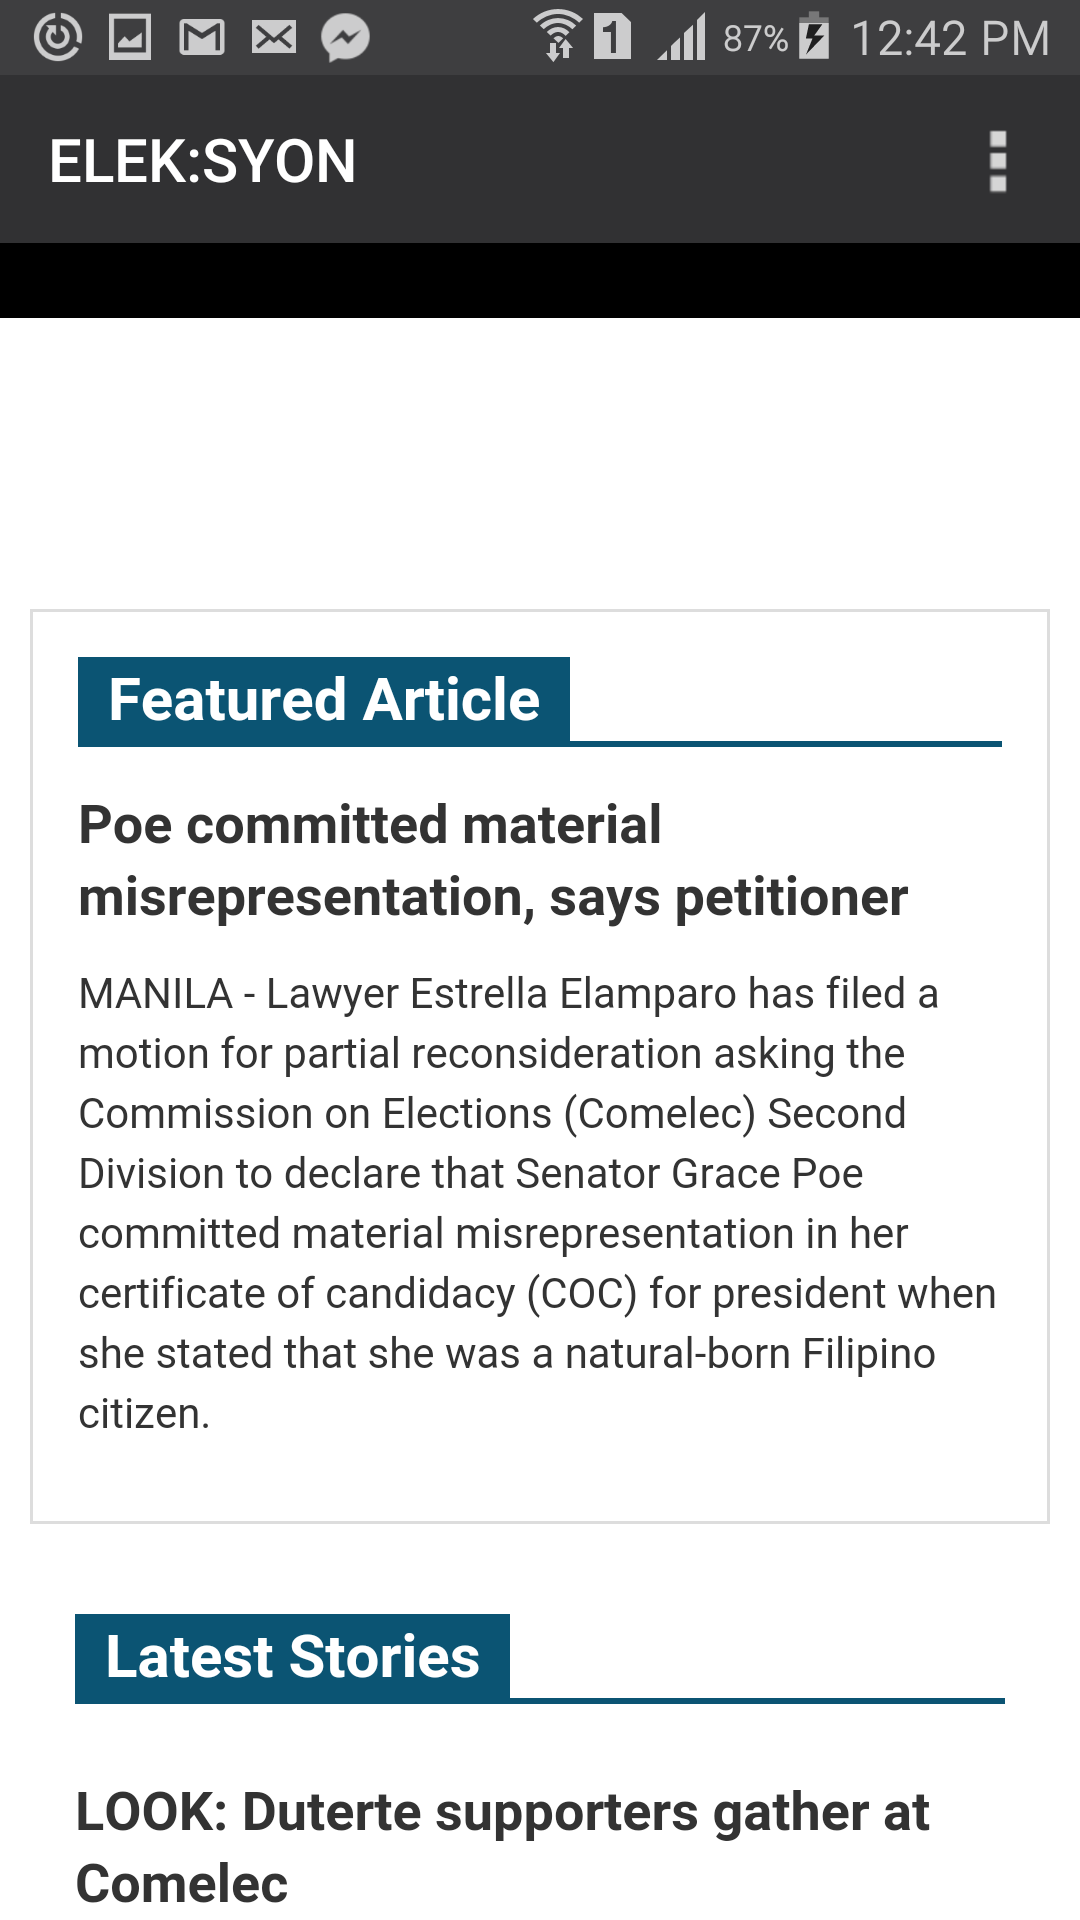 1 87% 12:42 PM
ELEK:SYON
Featured Article
Poe committed material
misrepresentation, says petitioner
MANILA - Lawyer Estrella Elamparo has filed a
motion for partial reconsideration asking the
Commission on Elections (Comelec) Second
Division to declare that Senator Grace Poe
committed material misrepresentation in her
certificate of candidacy (COC) for president when
she stated that she was a natural-born Filipino
citizen.
Latest Stories
LOOK: Duterte supporters gather at
Comelec